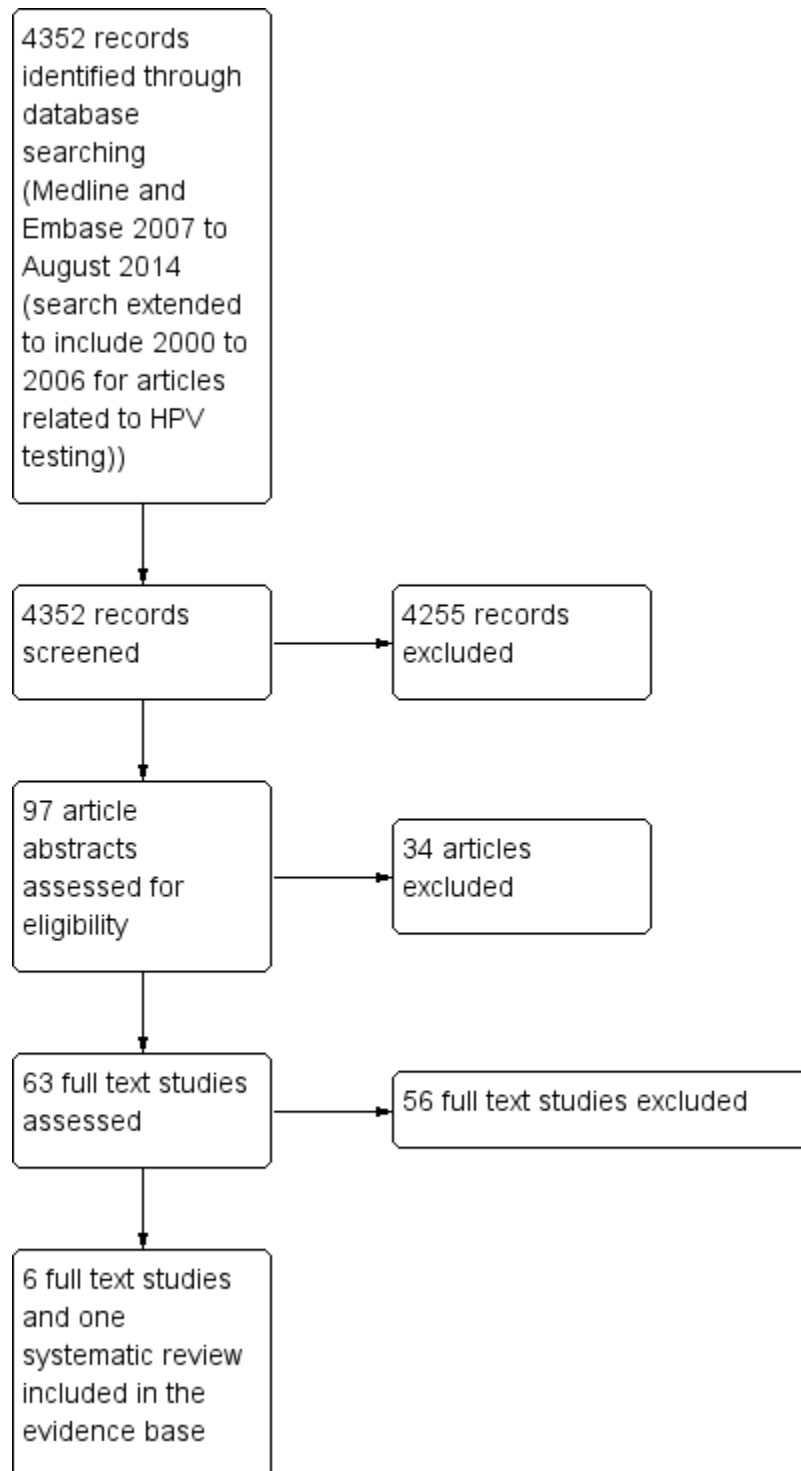 4352 records
identified through
database
searching
(Medline and
Embase 2007 to
August 2014
(search extended
to include 2000 to
2006 for articles
related to HPV
testing))
4352 records
screened
4255 records
excluded
97 article
abstracts
assessed for
eligibility
34 articles
excluded
63 full text studies
assessed
56 full text studies excluded
6 full text studies
and one
systematic review
included in the
evidence base